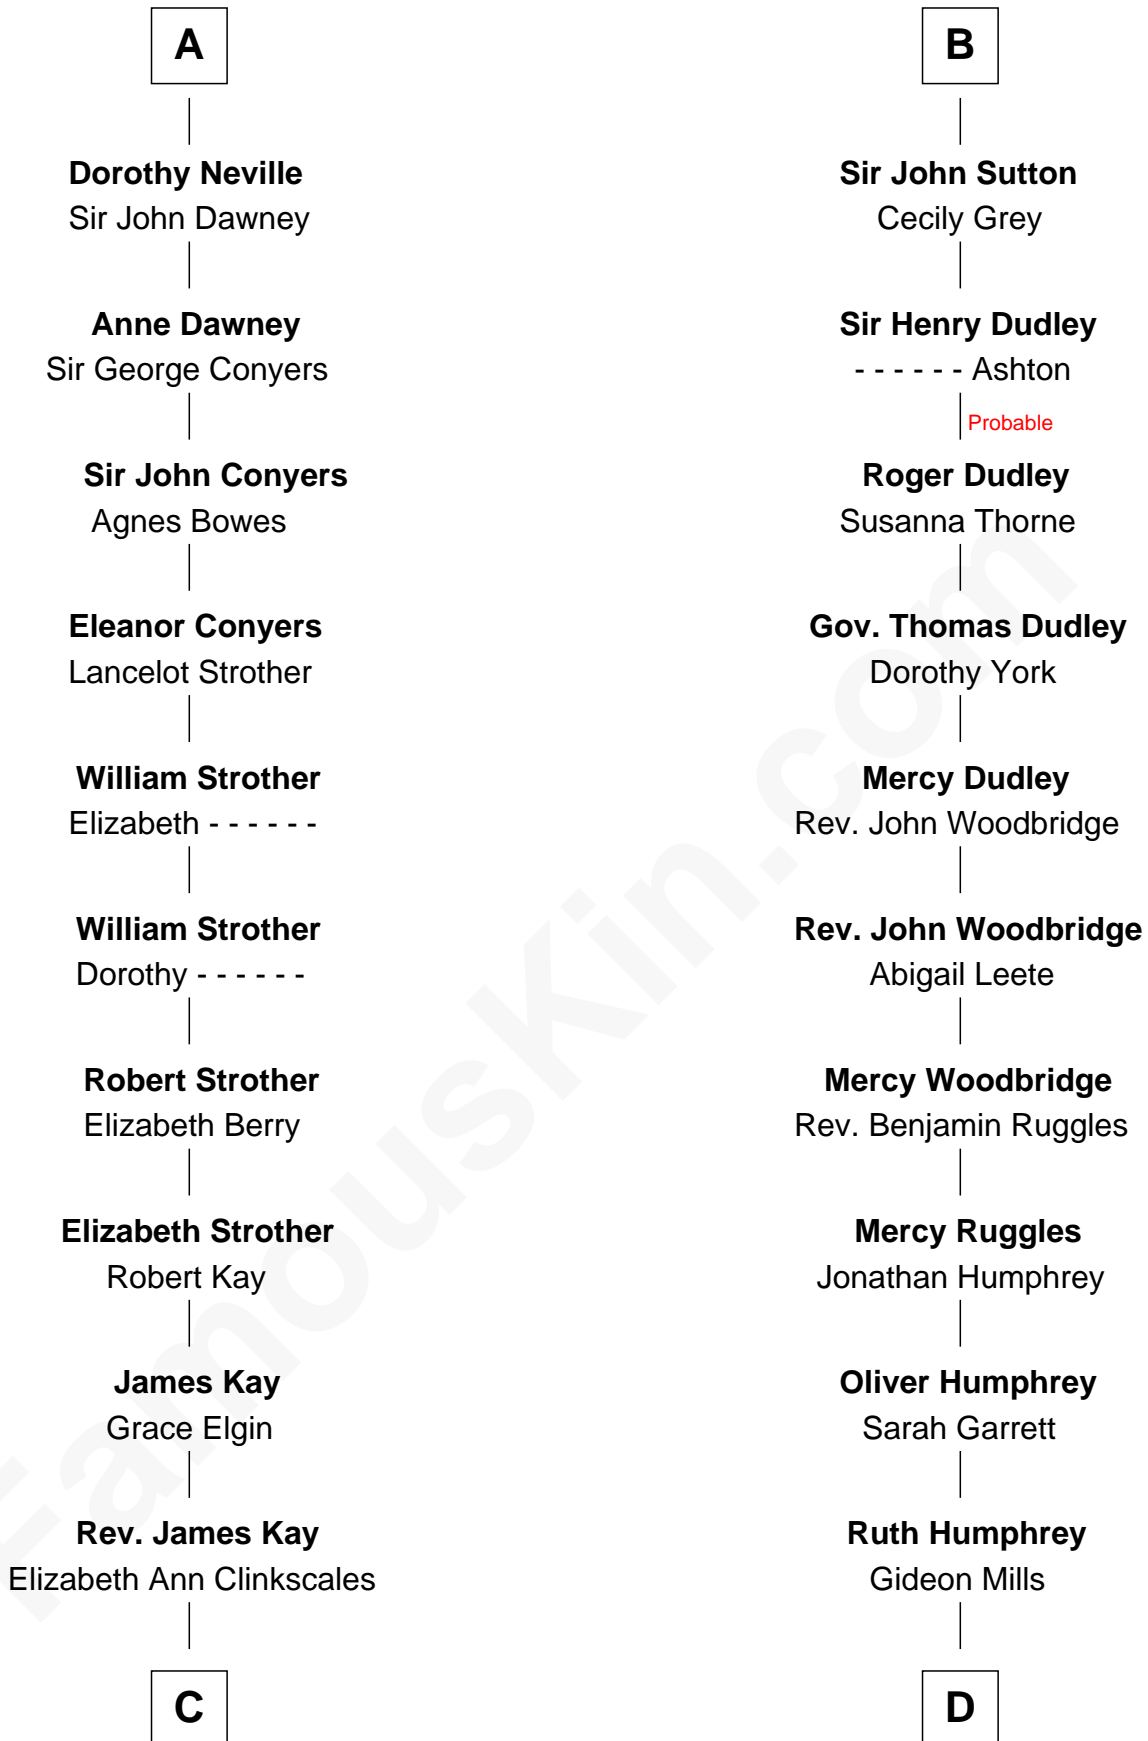 A
Dorothy Neville
Sir John Dawney
Anne Dawney
Sir George Conyers
Sir John Conyers
Agnes Bowes
Eleanor Conyers
Lancelot Strother
William Strother
Elizabeth - - - - - -
William Strother
Dorothy - - - - - -
Robert Strother
Elizabeth Berry
Elizabeth Strother
Robert Kay
James Kay
Grace Elgin
Rev. James Kay
Elizabeth Ann Clinkscales
C
B
Sir John Sutton
Cecily Grey
Sir Henry Dudley
- - - - - - Ashton
Probable
Roger Dudley
Susanna Thorne
Gov. Thomas Dudley
Dorothy York
Mercy Dudley
Rev. John Woodbridge
Rev. John Woodbridge
Abigail Leete
Mercy Woodbridge
Rev. Benjamin Ruggles
Mercy Ruggles
Jonathan Humphrey
Oliver Humphrey
Sarah Garrett
Ruth Humphrey
Gideon Mills
D
FamousKin.com